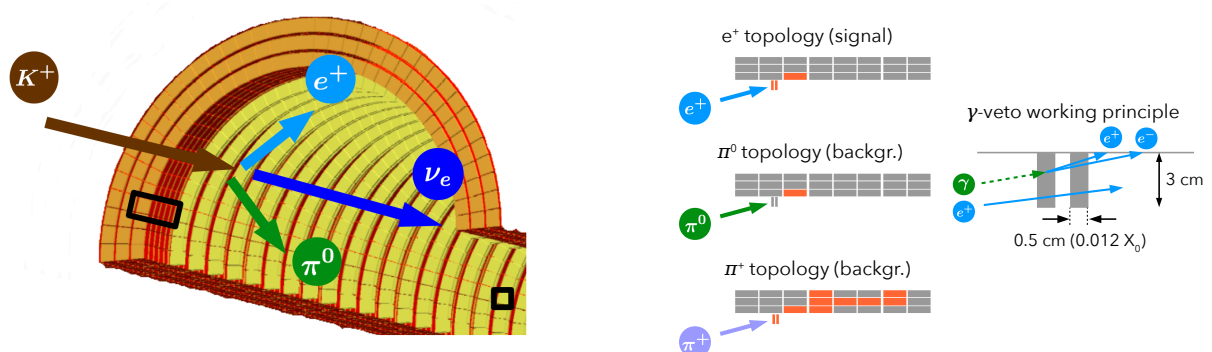 K⁺
e⁺
νₑ
π⁰
e⁺ topology (signal)
e⁺
π⁰ topology (backgr.)
π⁰
π⁺ topology (backgr.)
π⁺
γ-veto working principle
e⁺
e⁻
γ
e⁺
3 cm
0.5 cm (0.012 X₀)